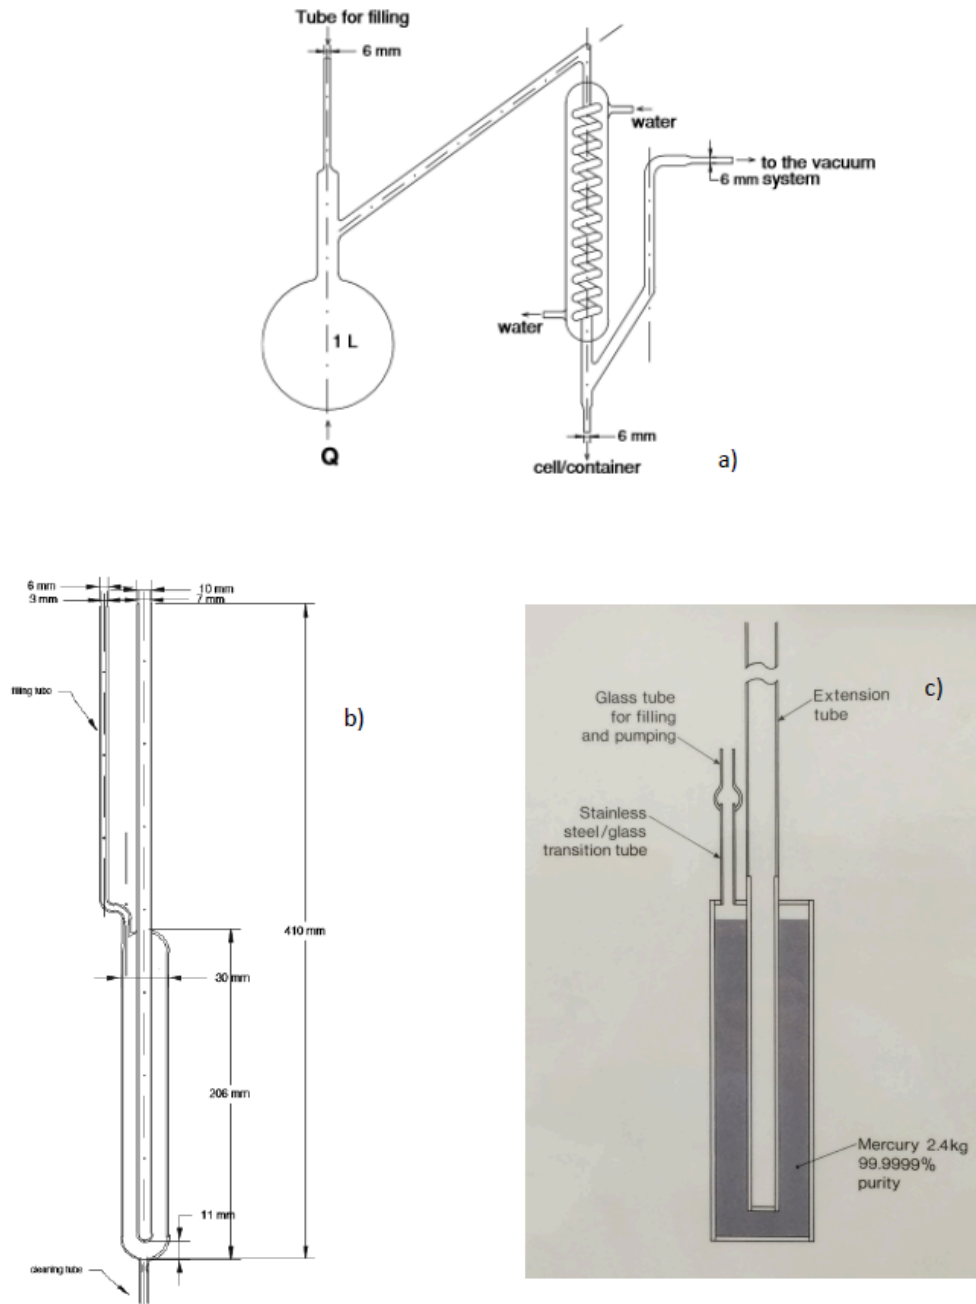 Tube for filling
6 mm
water
to the vacuum
6 mm system
water
1 L
Q
6 mm
cell/container
a)
6 mm
3 mm
10 mm
7 mm
filling tube
b)
410 mm
30 mm
206 mm
11 mm
cleaning tube
c)
Glass tube
for filling
and pumping
Extension
tube
Stainless
steel/glass
transition tube
Mercury 2.4kg
99.9999%
purity